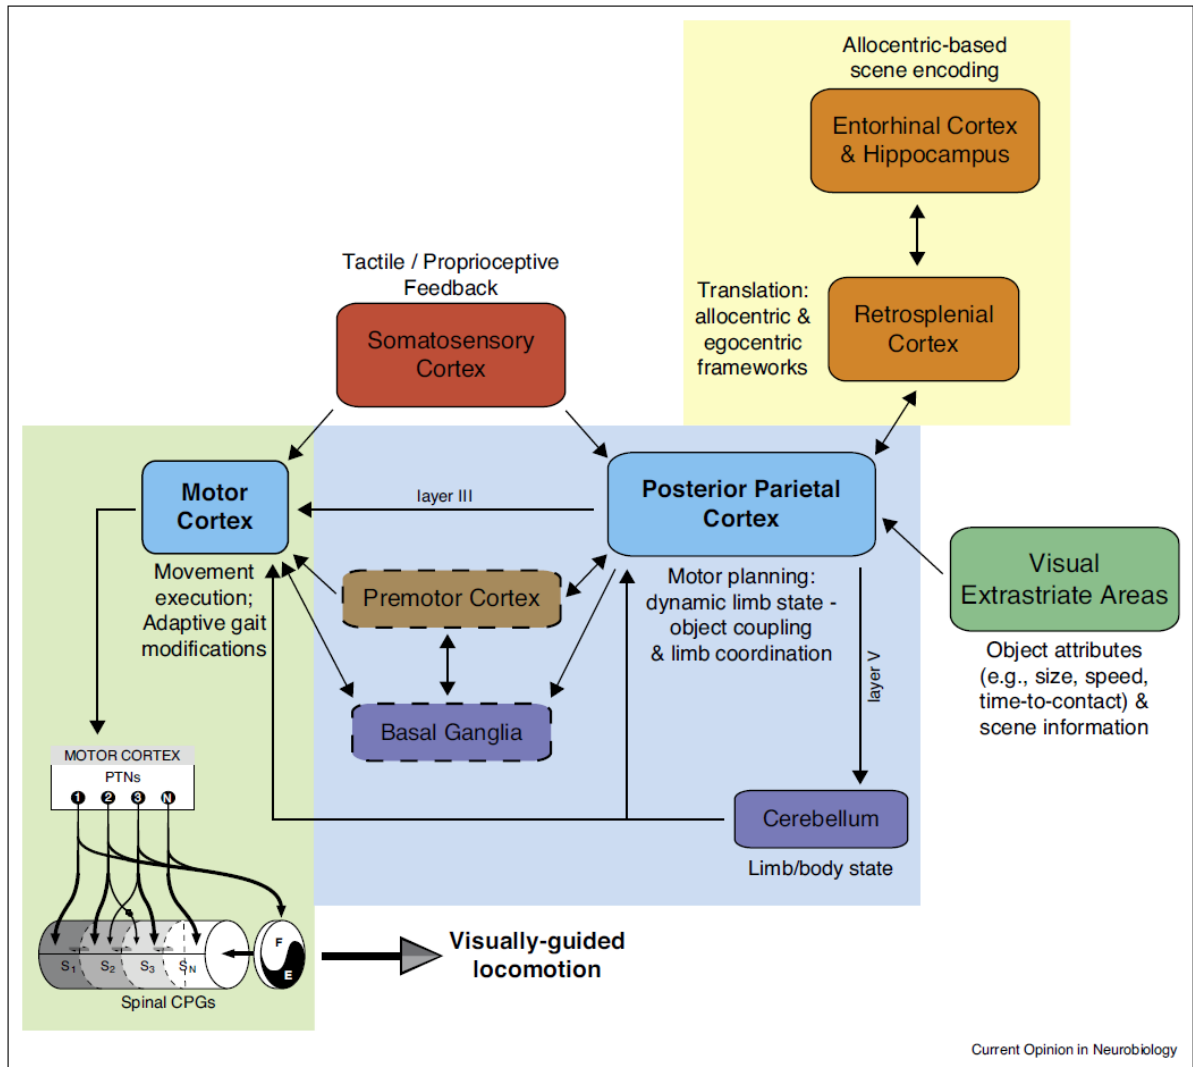 Allocentric-based
scene encoding
Entorhinal Cortex
& Hippocampus
Tactile / Proprioceptive
Feedback
Somatosensory
Cortex
Translation:
allocentric &
egocentric
frameworks
Retrosplenial
Cortex
Motor
Cortex
layer III
Posterior Parietal
Cortex
Visual
Extrastriate Areas
Movement
execution;
Adaptive gait
modifications
Premotor Cortex
Motor planning:
dynamic limb state -
object coupling
& limb coordination
Object attributes
(e.g., size, speed,
time-to-contact) &
scene information
layer V
Basal Ganglia
MOTOR CORTEX
PTNs
1 2 3 N
Cerebellum
Limb/body state
S1 S2 S3 SN
F
E
Spinal CPGs
Visually-guided
locomotion
Current Opinion in Neurobiology